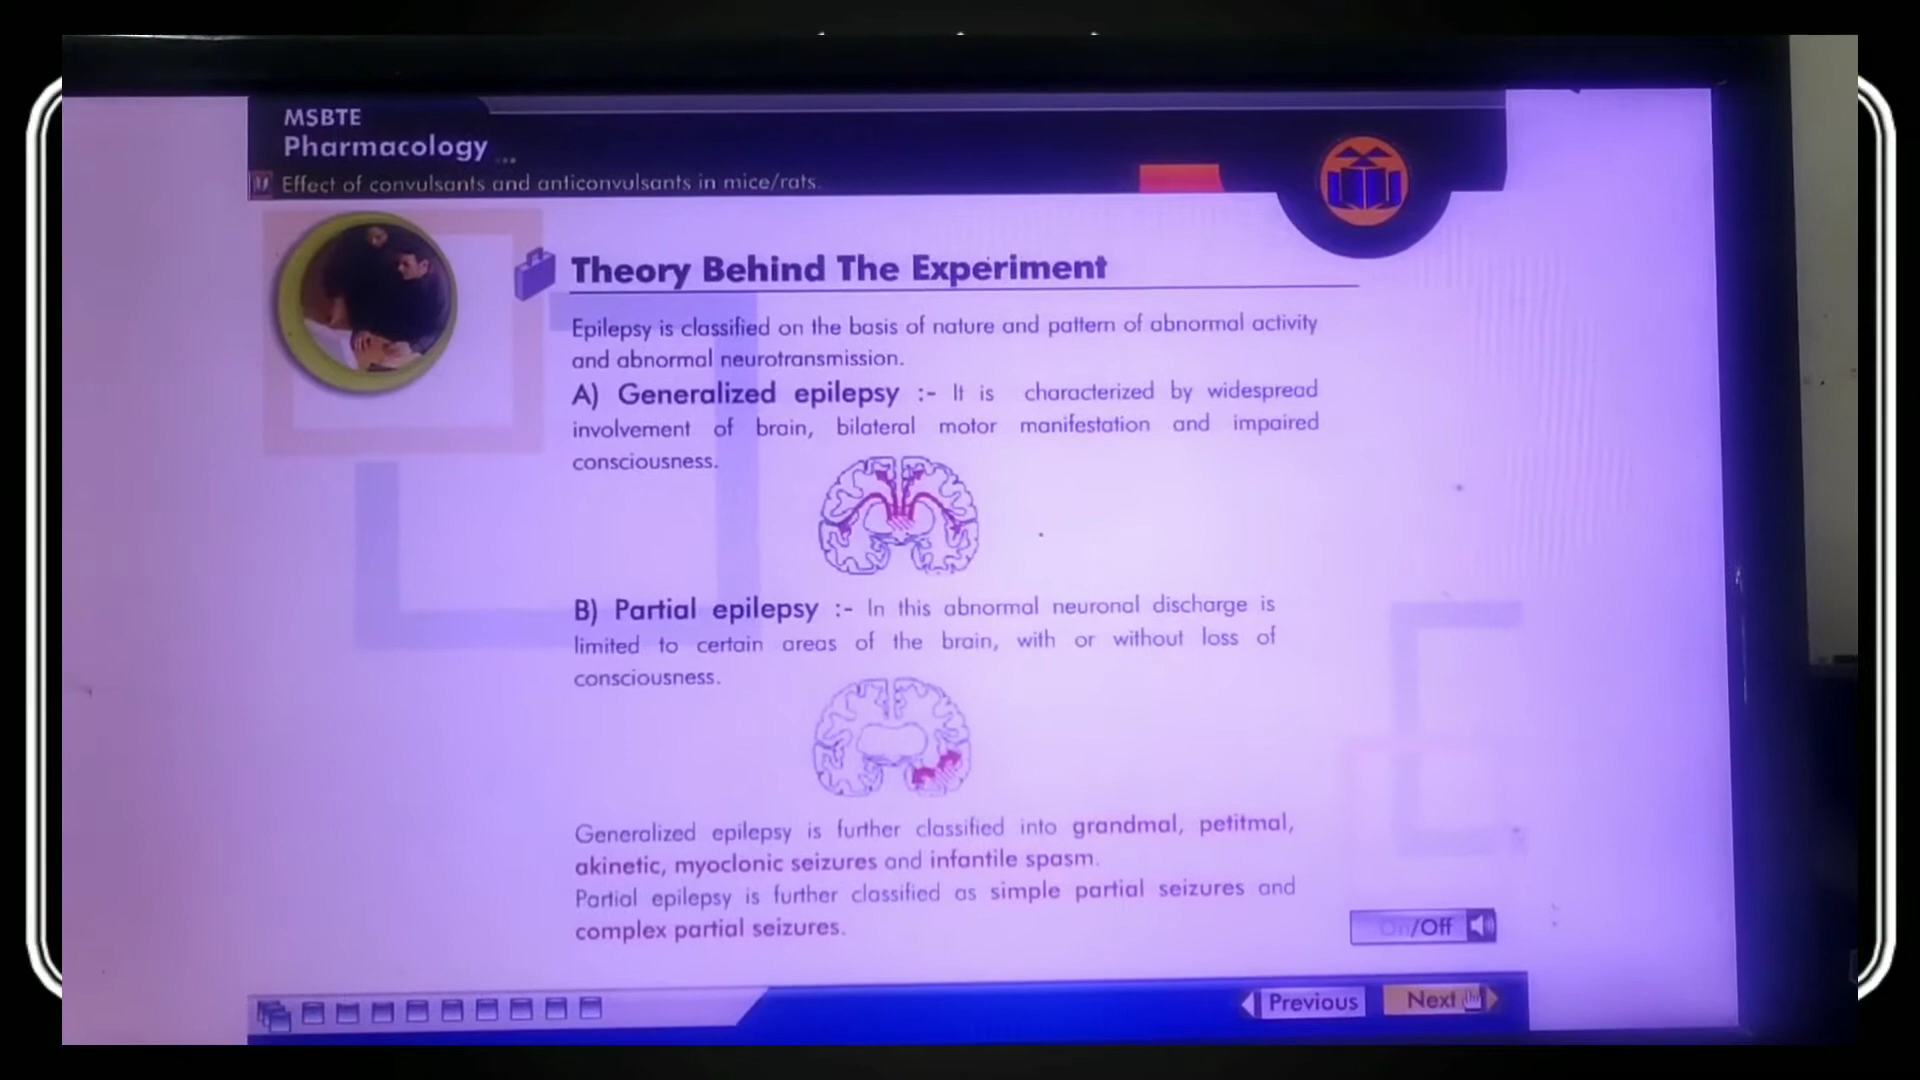 MSBTE
Pharmacology ...
Effect of convulsants and anticonvulsants in mice/rats.
Theory Behind The Experiment
Epilepsy is classified on the basis of nature and pattern of abnormal activity
and abnormal neurotransmission.
A) Generalized epilepsy :- It is characterized by widespread
involvement of brain, bilateral motor manifestation and impaired
consciousness.
B) Partial epilepsy :- In this abnormal neuronal discharge is
limited to certain areas of the brain, with or without loss of
consciousness.
Generalized epilepsy is further classified into grandmal, petitmal,
akinetic, myoclonic seizures and infantile spasm.
Partial epilepsy is further classified as simple partial seizures and
complex partial seizures.
On/Off
Previous
Next